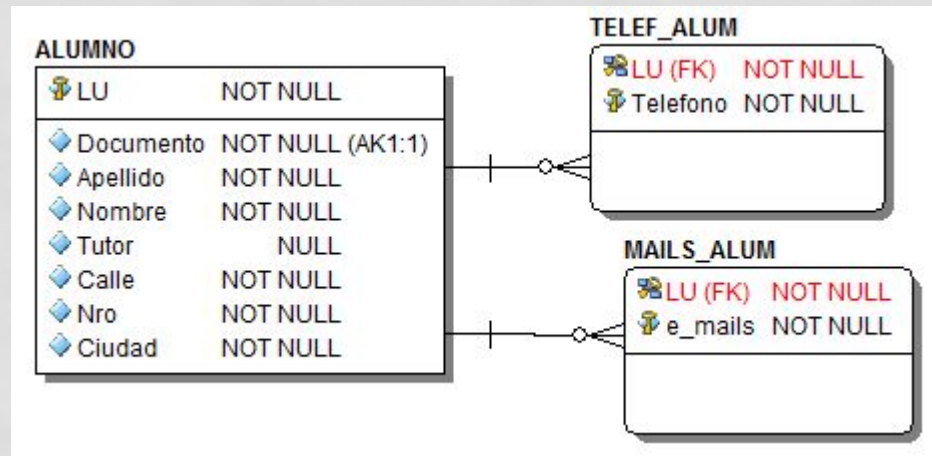 ALUMNO
LU NOT NULL
Documento NOT NULL (AK1:1)
Apellido NOT NULL
Nombre NOT NULL
Tutor NULL
Calle NOT NULL
Nro NOT NULL
Ciudad NOT NULL
TELEF_ALUM
LU (FK) NOT NULL
Telefono NOT NULL
MAILS_ALUM
LU (FK) NOT NULL
e_mails NOT NULL